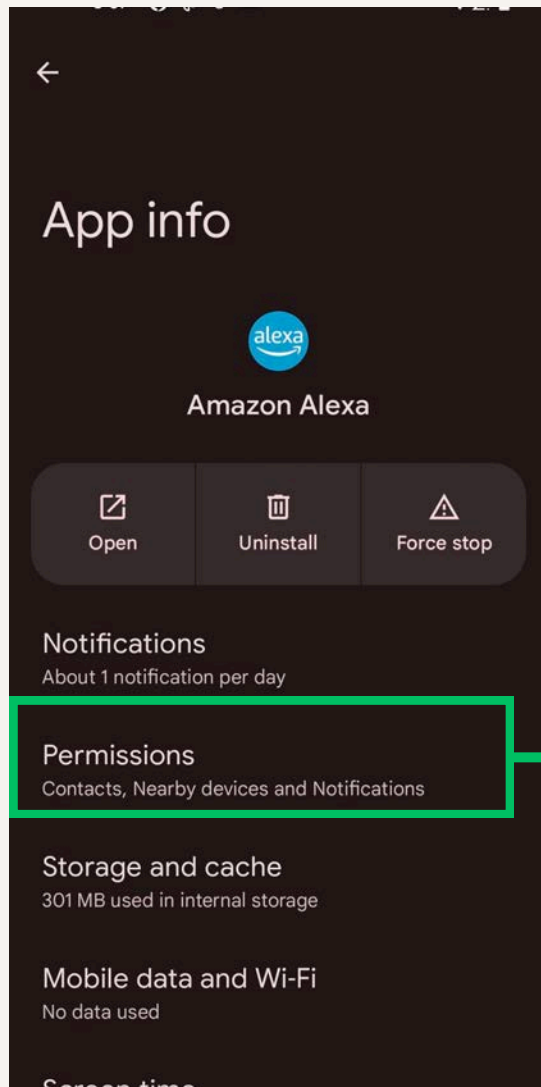 App info
alexa
Amazon Alexa
Open
Uninstall
Force stop
Notifications
About 1 notification per day
Permissions
Contacts, Nearby devices and Notifications
Storage and cache
301 MB used in internal storage
Mobile data and Wi-Fi
No data used
Screen time